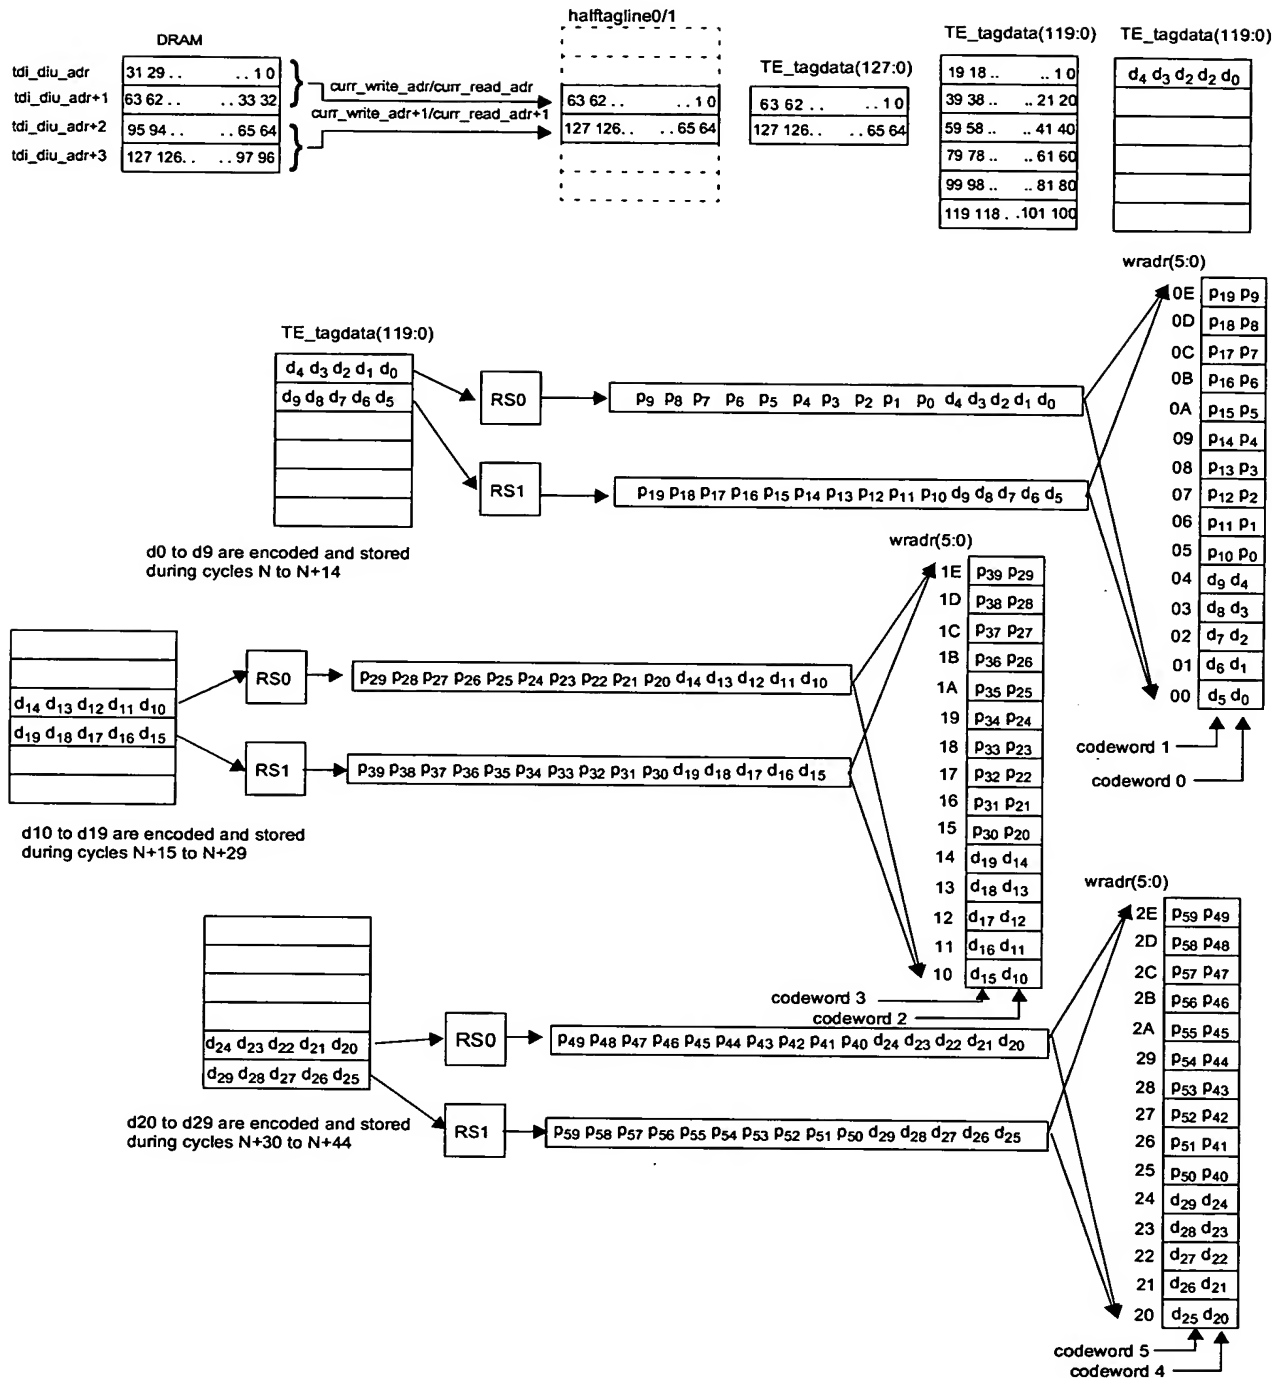 halftagline0/1
DRAM
TE_tagdata(119:0) TE_tagdata(119:0)
TE_tagdata(127:0)
tdi_diu_adr 31 29 . . . . 1 0
tdi_diu_adr+1 63 62 . . . . 33 32
tdi_diu_adr+2 95 94 . . . . 65 64
tdi_diu_adr+3 127 126. . . . 97 96
curr_write_adr/curr_read_adr
curr_write_adr+1/curr_read_adr+1
63 62 . . . . 1 0
127 126. . . . 65 64
63 62 . . . . 1 0
127 126. . . . 65 64
19 18 . . . . 1 0
39 38 . . . . 21 20
59 58 . . . . 41 40
79 78 . . . . 61 60
99 98 . . . . 81 80
119 118 . . 101 100
d4 d3 d2 d2 d0
wradr(5:0)
0E p19 p9
0D p18 p8
0C p17 p7
0B p16 p6
0A p15 p5
09 p14 p4
08 p13 p3
07 p12 p2
06 p11 p1
05 p10 p0
04 d9 d4
03 d8 d3
02 d7 d2
01 d6 d1
00 d5 d0
codeword 1
codeword 0
TE_tagdata(119:0)
d4 d3 d2 d1 d0
d9 d8 d7 d6 d5
RS0
p9 p8 p7 p6 p5 p4 p3 p2 p1 p0 d4 d3 d2 d1 d0
RS1
p19 p18 p17 p16 p15 p14 p13 p12 p11 p10 d9 d8 d7 d6 d5
d0 to d9 are encoded and stored
during cycles N to N+14
wradr(5:0)
1E p39 p29
1D p38 p28
1C p37 p27
1B p36 p26
1A p35 p25
19 p34 p24
18 p33 p23
17 p32 p22
16 p31 p21
15 p30 p20
14 d19 d14
13 d18 d13
12 d17 d12
11 d16 d11
10 d15 d10
codeword 3
codeword 2
d14 d13 d12 d11 d10
d19 d18 d17 d16 d15
RS0
p29 p28 p27 p26 p25 p24 p23 p22 p21 p20 d14 d13 d12 d11 d10
RS1
p39 p38 p37 p36 p35 p34 p33 p32 p31 p30 d19 d18 d17 d16 d15
d10 to d19 are encoded and stored
during cycles N+15 to N+29
wradr(5:0)
2E p59 p49
2D p58 p48
2C p57 p47
2B p56 p46
2A p55 p45
29 p54 p44
28 p53 p43
27 p52 p42
26 p51 p41
25 p50 p40
24 d29 d24
23 d28 d23
22 d27 d22
21 d26 d21
20 d25 d20
codeword 5
codeword 4
d24 d23 d22 d21 d20
d29 d28 d27 d26 d25
RS0
p49 p48 p47 p46 p45 p44 p43 p42 p41 p40 d24 d23 d22 d21 d20
RS1
p59 p58 p57 p56 p55 p54 p53 p52 p51 p50 d29 d28 d27 d26 d25
d20 to d29 are encoded and stored
during cycles N+30 to N+44